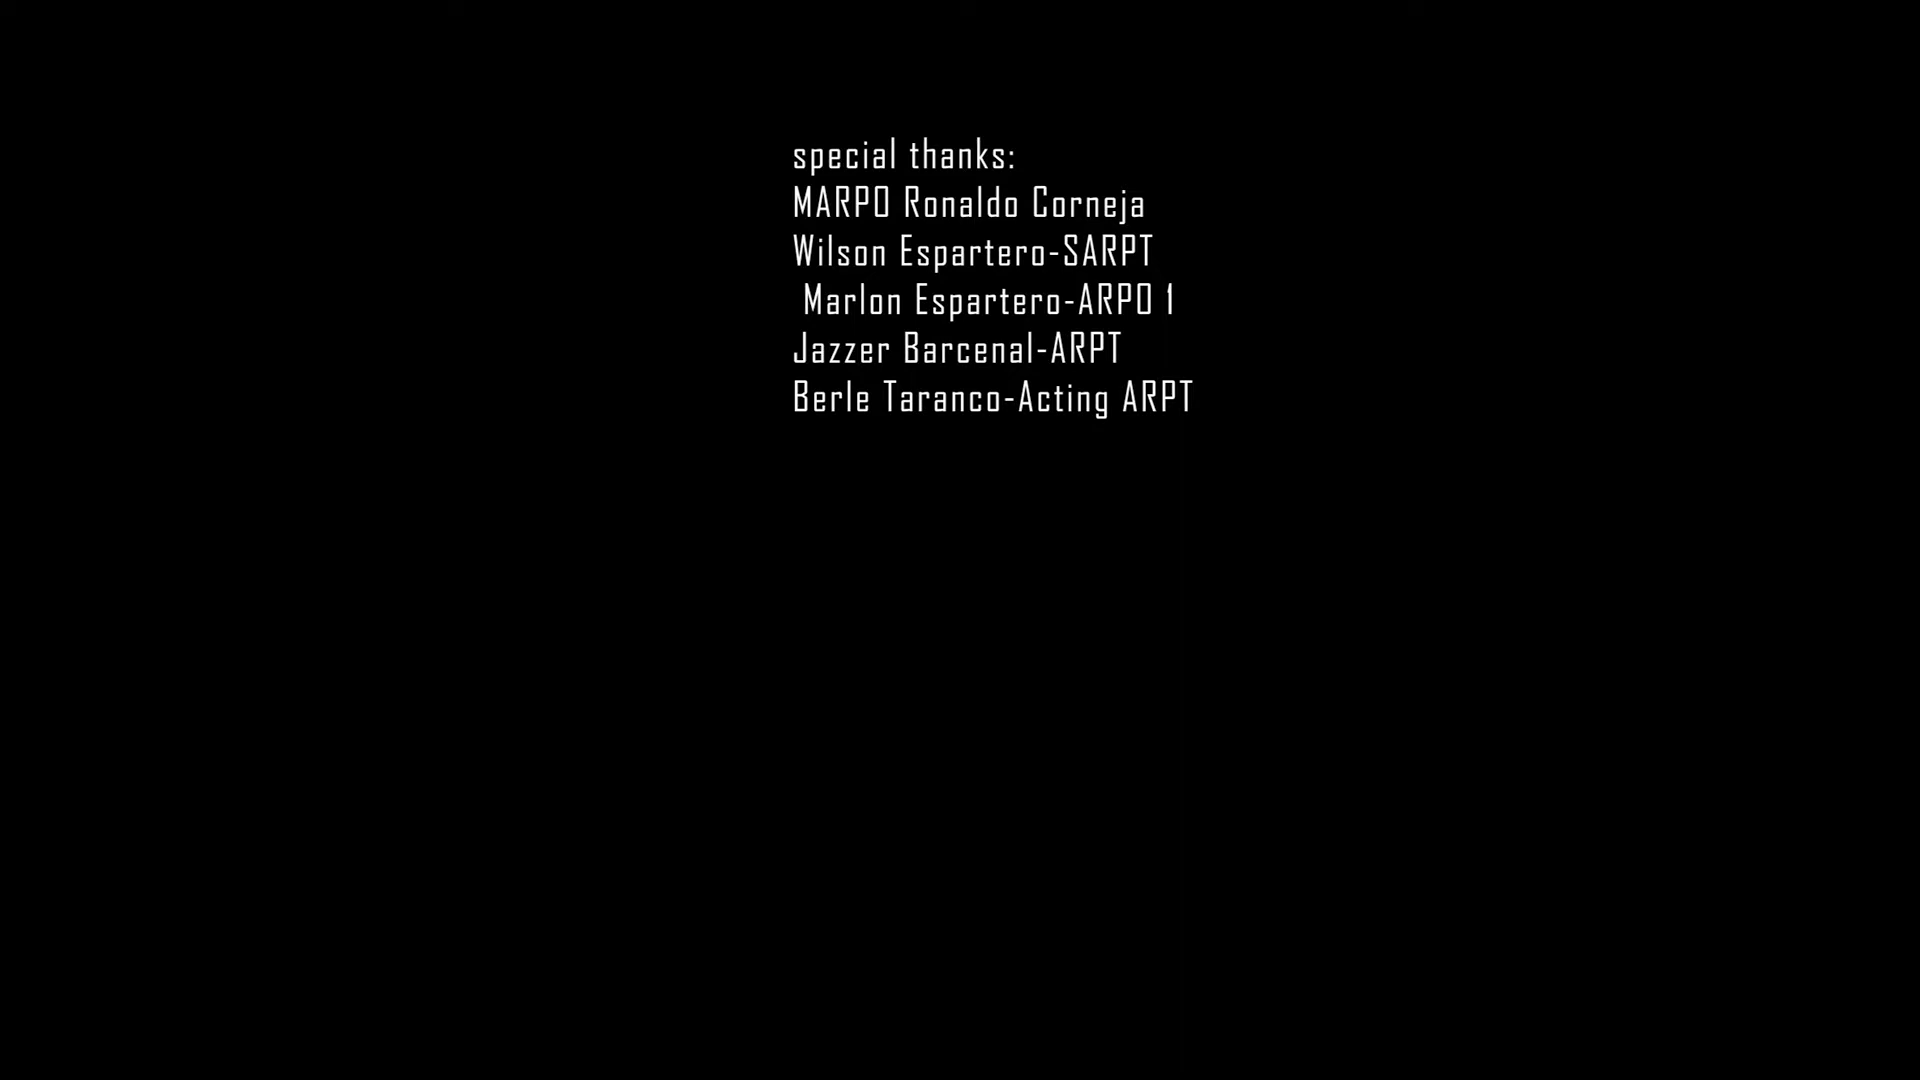 special thanks:
MARPO Ronaldo Corneja
Wilson Espartero-SARPT
Marlon Espartero-ARPO 1
Jazzer Barcenal-ARPT
Berle Taranco-Acting ARPT